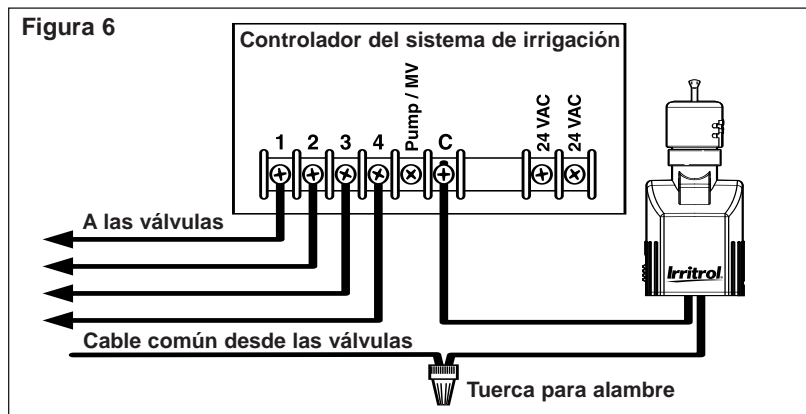 Figura 6
Controlador del sistema de irrigación
1 2 3 4 Pump / MV C 24 VAC 24 VAC
A las válvulas
Irritrol
Cable común desde las válvulas
Tuerca para alambre